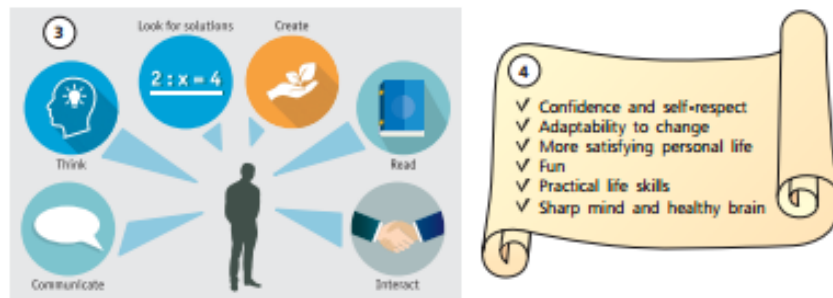 3
Look for solutions
Create
2 : x = 4
Think
Read
Communicate
Interact
4
✓ Confidence and self-respect
✓ Adaptability to change
✓ More satisfying personal life
✓ Fun
✓ Practical life skills
✓ Sharp mind and healthy brain